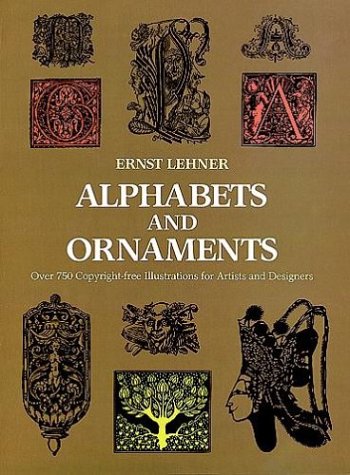 ERNST LEHNER
ALPHABETS
AND
ORNAMENTS
Over 750 Copyright-free Illustrations for Artists and Designers